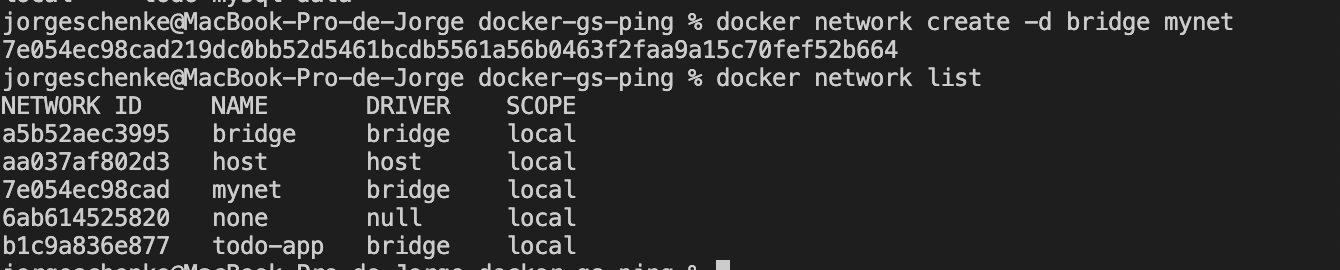 local     todo-mysql-data
jorgeschenke@MacBook-Pro-de-Jorge docker-gs-ping % docker network create -d bridge mynet
7e054ec98cad219dc0bb52d5461bcdb5561a56b0463f2faa9a15c70fef52b664
jorgeschenke@MacBook-Pro-de-Jorge docker-gs-ping % docker network list
NETWORK ID     NAME       DRIVER    SCOPE
a5b52aec3995   bridge     bridge    local
aa037af802d3   host       host      local
7e054ec98cad   mynet      bridge    local
6ab614525820   none       null      local
b1c9a836e877   todo-app   bridge    local
jorgeschenke@MacBook-Pro-de-Jorge docker-gs-ping %